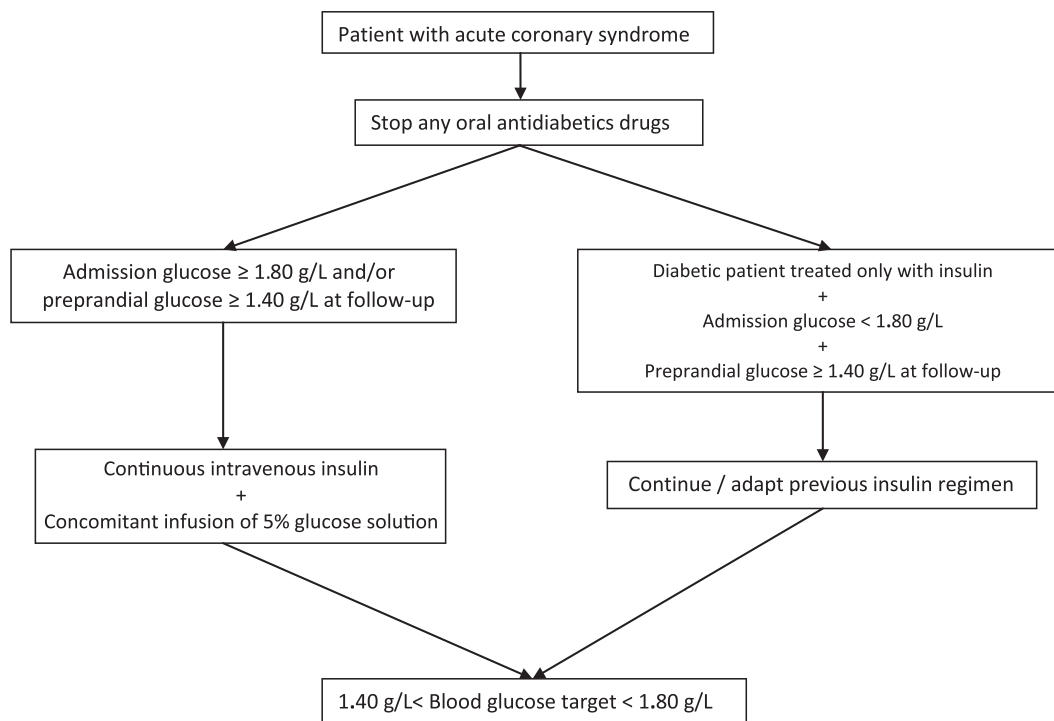 Patient with acute coronary syndrome
Stop any oral antidiabetics drugs
Admission glucose ≥ 1.80 g/L and/or
preprandial glucose ≥ 1.40 g/L at follow-up
Diabetic patient treated only with insulin
+
Admission glucose < 1.80 g/L
+
Preprandial glucose ≥ 1.40 g/L at follow-up
Continuous intravenous insulin
+
Concomitant infusion of 5% glucose solution
Continue / adapt previous insulin regimen
1.40 g/L< Blood glucose target < 1.80 g/L